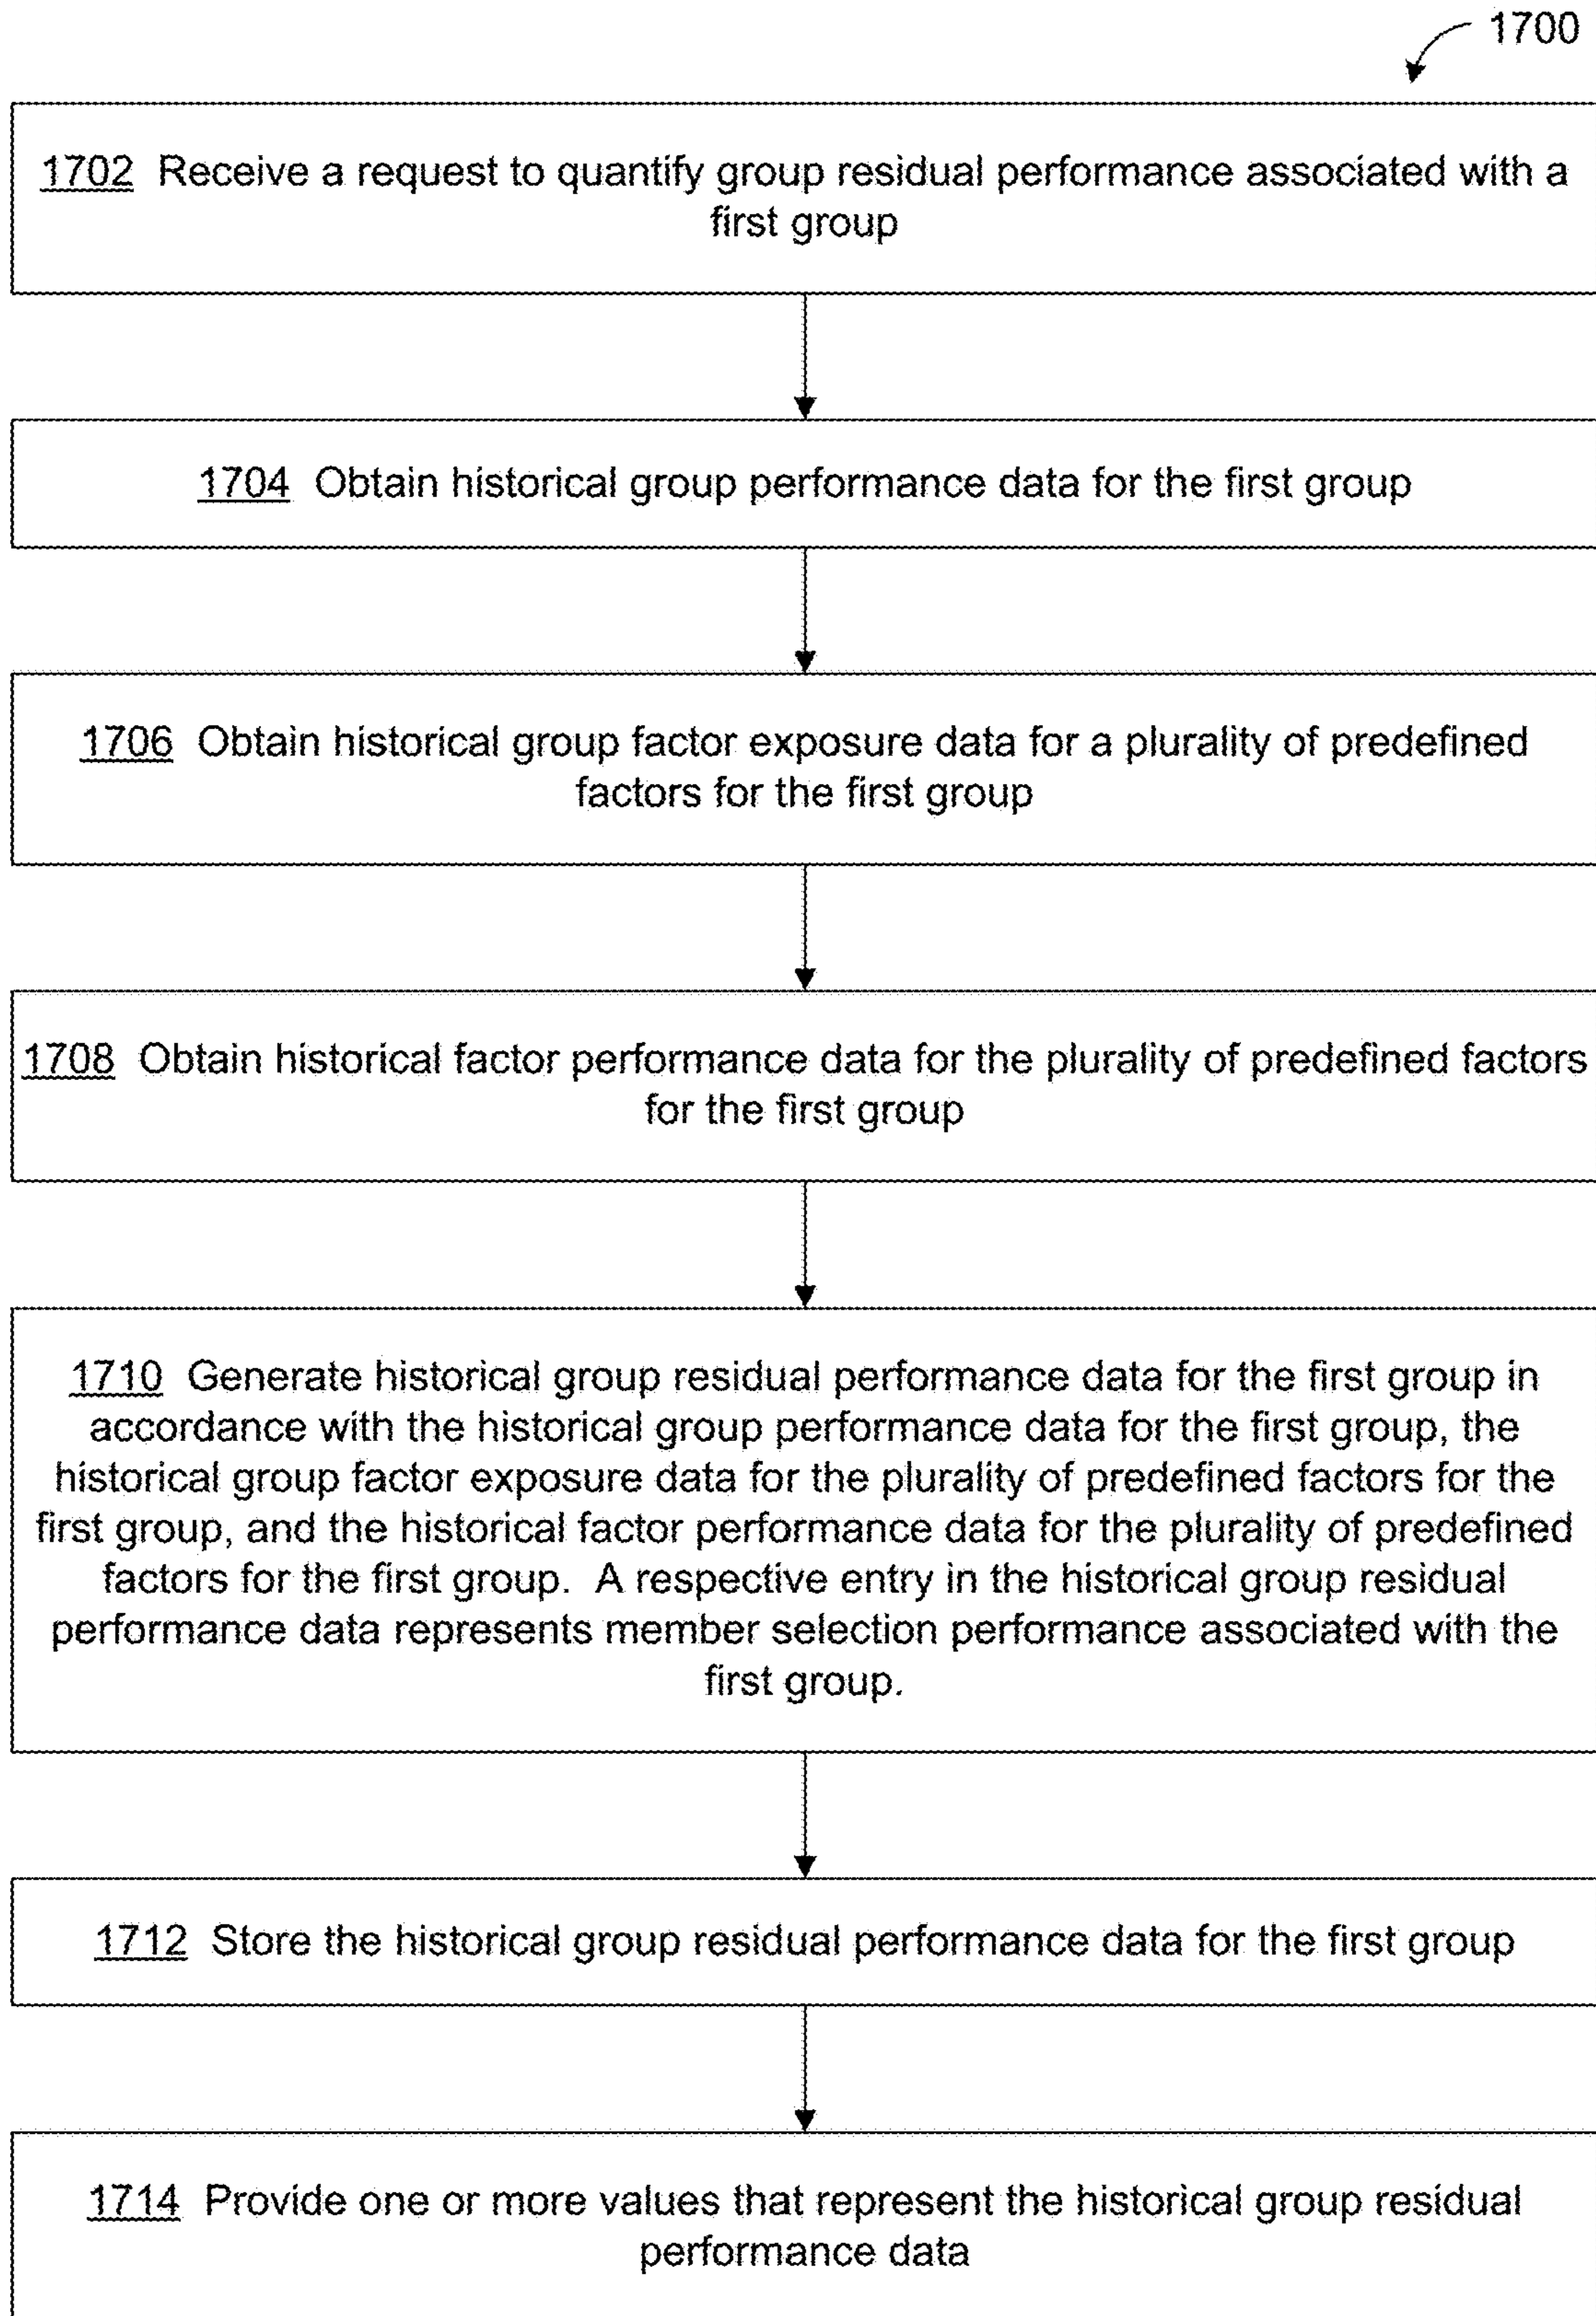 1700
1702 Receive a request to quantify group residual performance associated with a
first group
1704 Obtain historical group performance data for the first group
1706 Obtain historical group factor exposure data for a plurality of predefined
factors for the first group
1708 Obtain historical factor performance data for the plurality of predefined factors
for the first group
1710 Generate historical group residual performance data for the first group in
accordance with the historical group performance data for the first group, the
historical group factor exposure data for the plurality of predefined factors for the
first group, and the historical factor performance data for the plurality of predefined
factors for the first group. A respective entry in the historical group residual
performance data represents member selection performance associated with the
first group.
1712 Store the historical group residual performance data for the first group
1714 Provide one or more values that represent the historical group residual
performance data